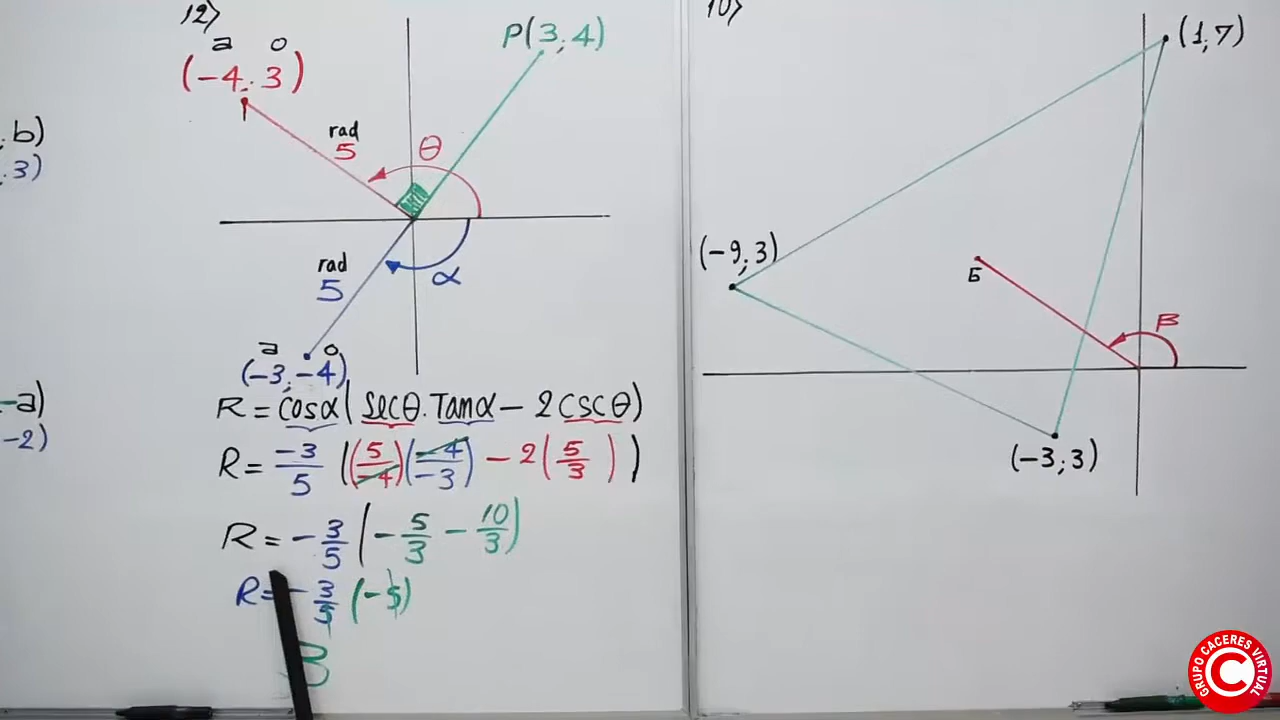 12)
a o
(-4; 3)
P(3; 4)
rad
5
θ
rad
5
α
a o
(-3; -4)
R = cosα( secθ . Tanα - 2cscθ )
R = -3/5 ((5/-4)(-4/-3) - 2(5/3))
R = -3/5 (-5/3 - 10/3)
R = -3/5 (-5)
; b)
; 3)
-a)
-2)
10)
(1; 7)
(-9; 3)
G
β
(-3; 3)
GRUPO CACERES VIRTUAL
C